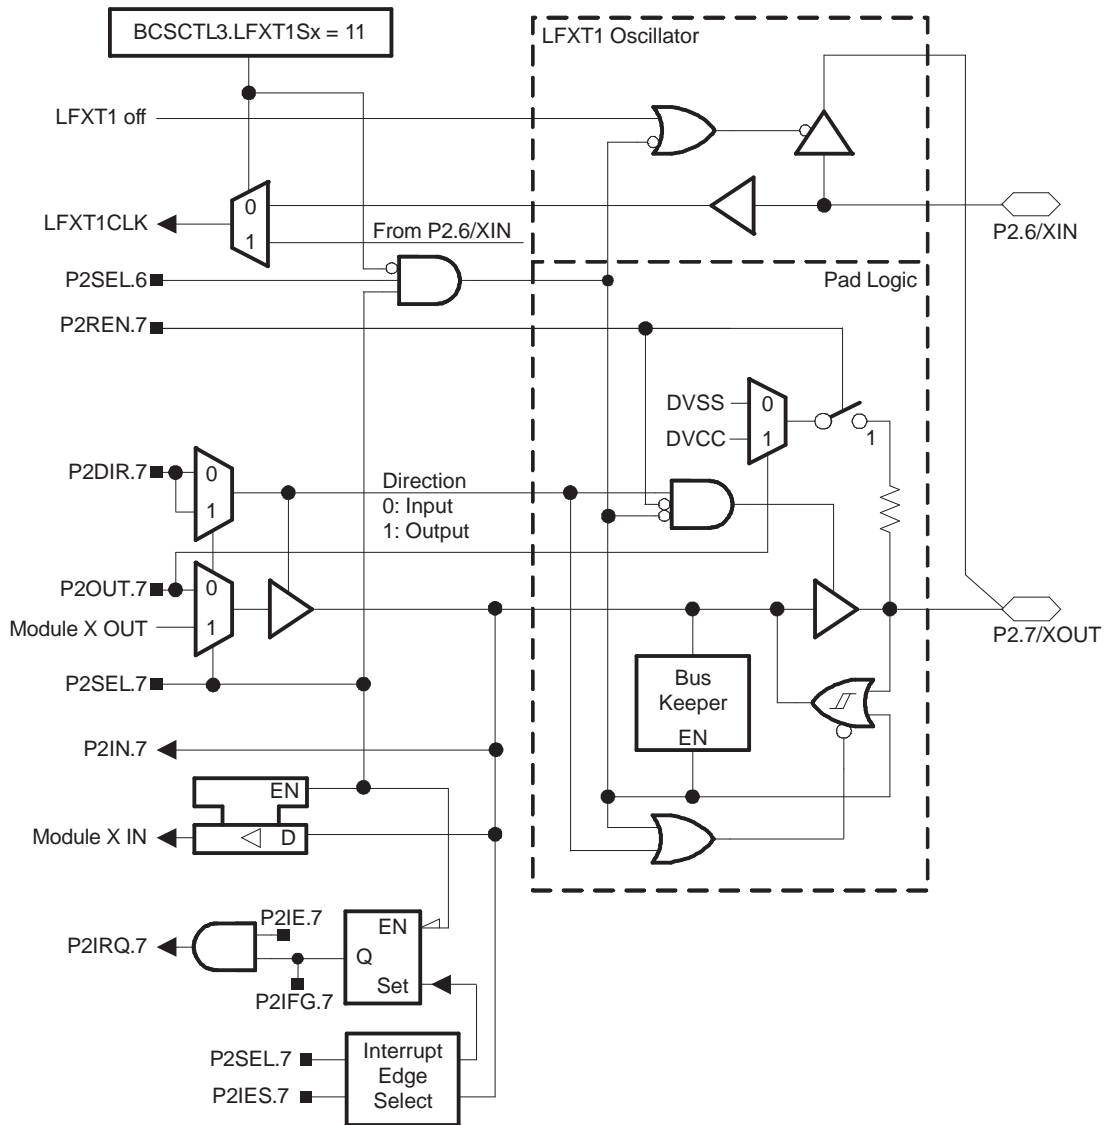 BCSCTL3.LFXT1Sx = 11
LFXT1 Oscillator
LFXT1 off
0
LFXT1CLK
1
From P2.6/XIN
P2.6/XIN
P2SEL.6
Pad Logic
P2REN.7
DVSS
0
DVCC
1
1
P2DIR.7
0
1
Direction
0: Input
1: Output
P2OUT.7
0
Module X OUT
1
P2.7/XOUT
P2SEL.7
Bus
Keeper
EN
P2IN.7
EN
Module X IN
D
P2IE.7
EN
P2IRQ.7
Q
Set
P2IFG.7
P2SEL.7
P2IES.7
Interrupt
Edge
Select